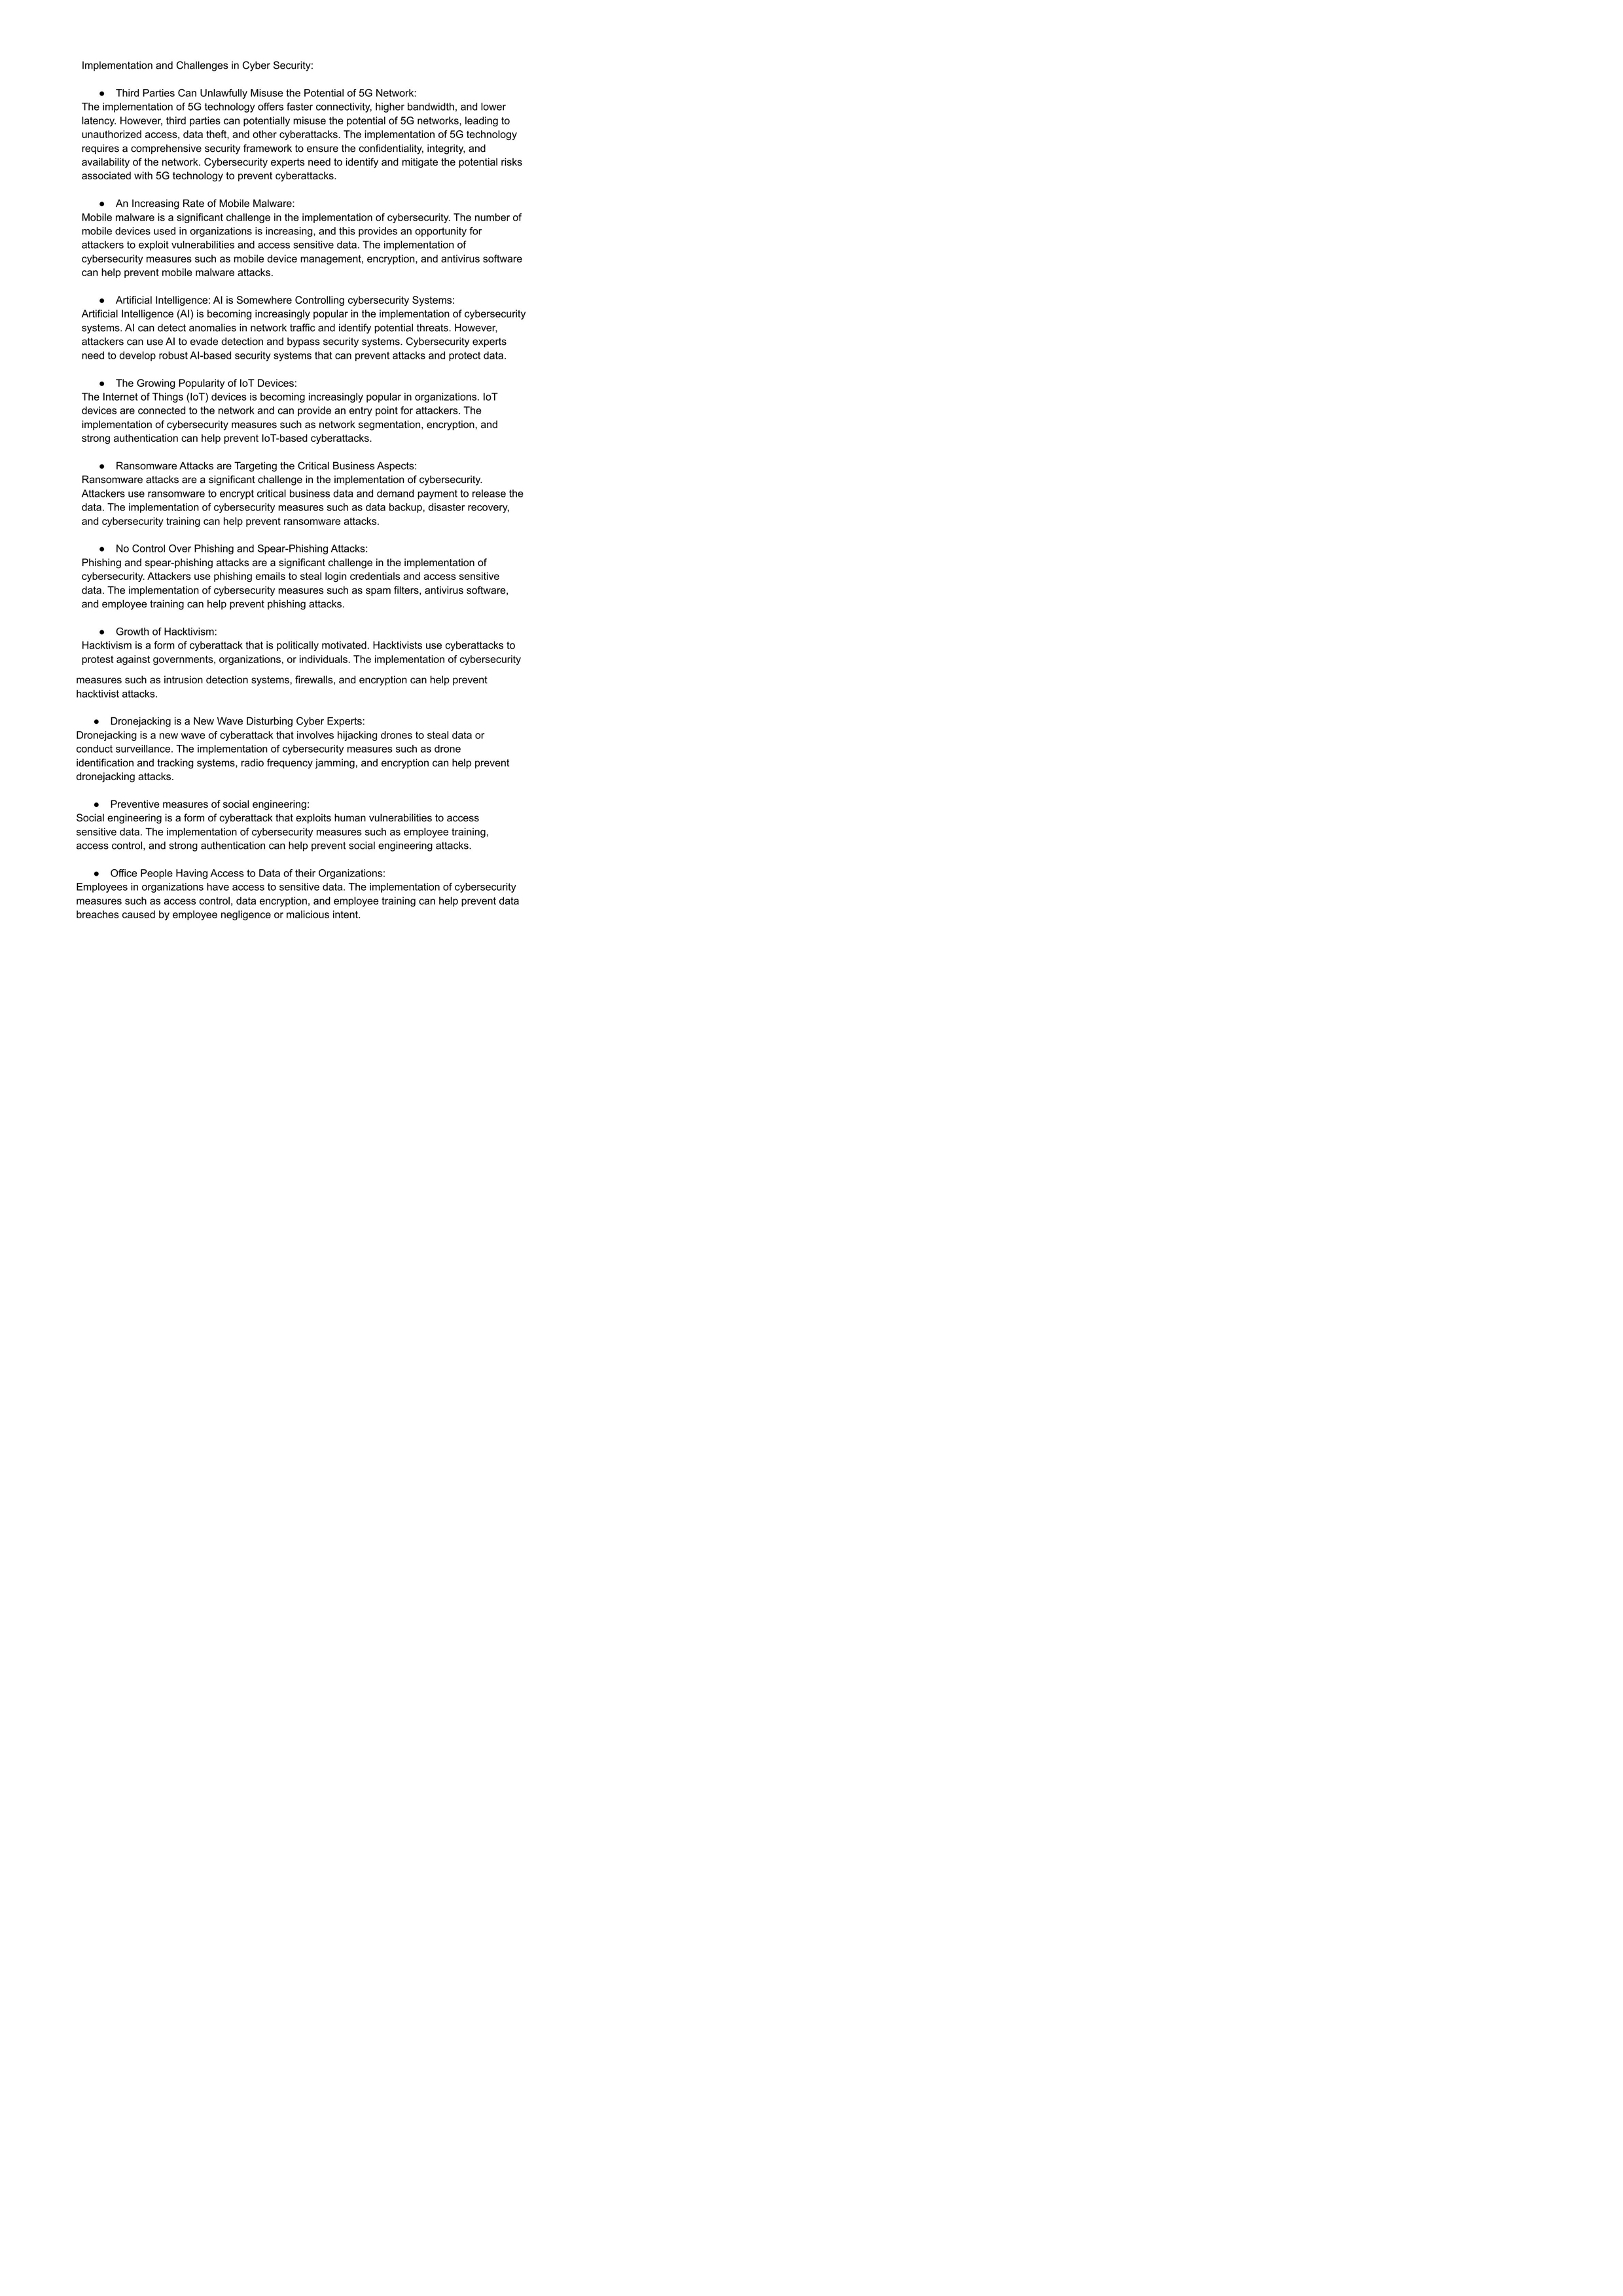 Implementation and Challenges in Cyber Security:
● Third Parties Can Unlawfully Misuse the Potential of 5G Network:
The implementation of 5G technology offers faster connectivity, higher bandwidth, and lower
latency. However, third parties can potentially misuse the potential of 5G networks, leading to
unauthorized access, data theft, and other cyberattacks. The implementation of 5G technology
requires a comprehensive security framework to ensure the confidentiality, integrity, and
availability of the network. Cybersecurity experts need to identify and mitigate the potential risks
associated with 5G technology to prevent cyberattacks.
● An Increasing Rate of Mobile Malware:
Mobile malware is a significant challenge in the implementation of cybersecurity. The number of
mobile devices used in organizations is increasing, and this provides an opportunity for
attackers to exploit vulnerabilities and access sensitive data. The implementation of
cybersecurity measures such as mobile device management, encryption, and antivirus software
can help prevent mobile malware attacks.
● Artificial Intelligence: AI is Somewhere Controlling cybersecurity Systems:
Artificial Intelligence (AI) is becoming increasingly popular in the implementation of cybersecurity
systems. AI can detect anomalies in network traffic and identify potential threats. However,
attackers can use AI to evade detection and bypass security systems. Cybersecurity experts
need to develop robust AI-based security systems that can prevent attacks and protect data.
● The Growing Popularity of IoT Devices:
The Internet of Things (IoT) devices is becoming increasingly popular in organizations. IoT
devices are connected to the network and can provide an entry point for attackers. The
implementation of cybersecurity measures such as network segmentation, encryption, and
strong authentication can help prevent IoT-based cyberattacks.
● Ransomware Attacks are Targeting the Critical Business Aspects:
Ransomware attacks are a significant challenge in the implementation of cybersecurity.
Attackers use ransomware to encrypt critical business data and demand payment to release the
data. The implementation of cybersecurity measures such as data backup, disaster recovery,
and cybersecurity training can help prevent ransomware attacks.
● No Control Over Phishing and Spear-Phishing Attacks:
Phishing and spear-phishing attacks are a significant challenge in the implementation of
cybersecurity. Attackers use phishing emails to steal login credentials and access sensitive
data. The implementation of cybersecurity measures such as spam filters, antivirus software,
and employee training can help prevent phishing attacks.
● Growth of Hacktivism:
Hacktivism is a form of cyberattack that is politically motivated. Hacktivists use cyberattacks to
protest against governments, organizations, or individuals. The implementation of cybersecurity
measures such as intrusion detection systems, firewalls, and encryption can help prevent
hacktivist attacks.
● Dronejacking is a New Wave Disturbing Cyber Experts:
Dronejacking is a new wave of cyberattack that involves hijacking drones to steal data or
conduct surveillance. The implementation of cybersecurity measures such as drone
identification and tracking systems, radio frequency jamming, and encryption can help prevent
dronejacking attacks.
● Preventive measures of social engineering:
Social engineering is a form of cyberattack that exploits human vulnerabilities to access
sensitive data. The implementation of cybersecurity measures such as employee training,
access control, and strong authentication can help prevent social engineering attacks.
● Office People Having Access to Data of their Organizations:
Employees in organizations have access to sensitive data. The implementation of cybersecurity
measures such as access control, data encryption, and employee training can help prevent data
breaches caused by employee negligence or malicious intent.